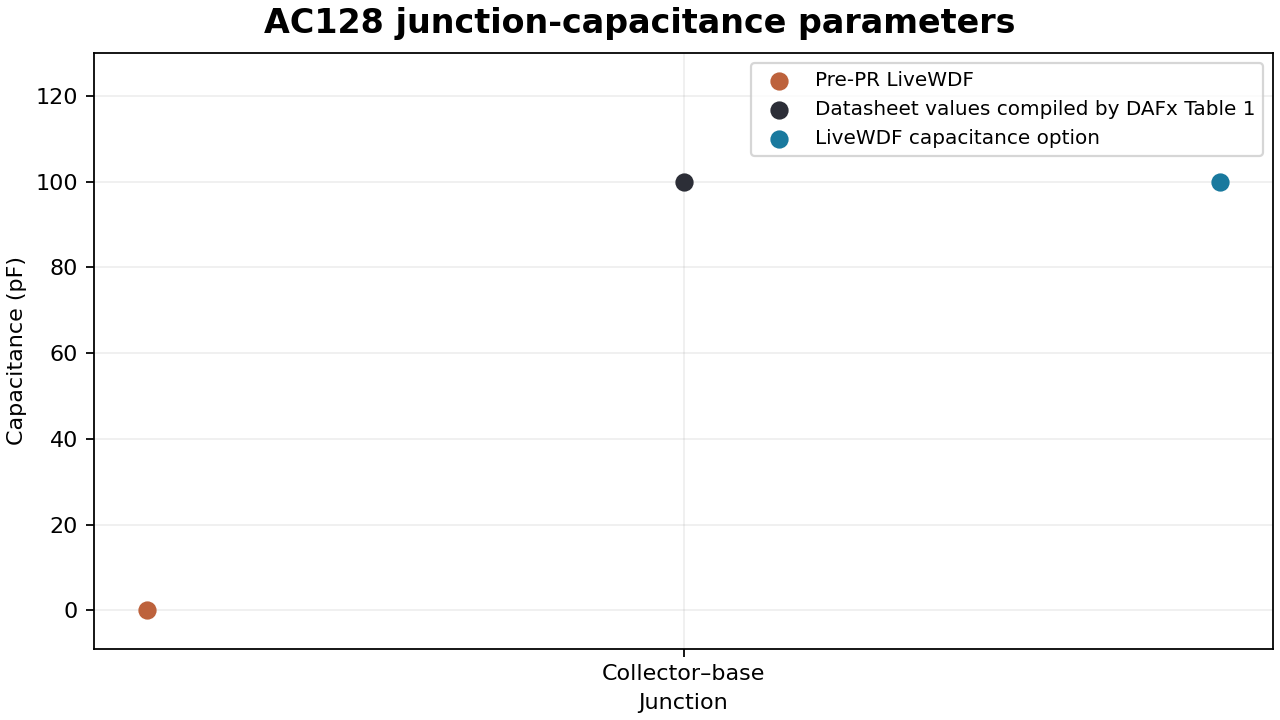 AC128 junction-capacitance parameters
Pre-PR LiveWDF
Datasheet values compiled by DAFx Table 1
LiveWDF capacitance option
120
100
80
60
40
20
0
Capacitance (pF)
Collector–base
Junction